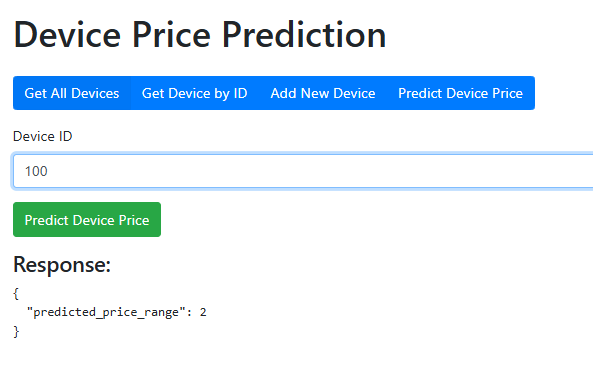 Device Price Prediction
Get All Devices Get Device by ID Add New Device Predict Device Price
Device ID
100
Predict Device Price
Response:
{
  "predicted_price_range": 2
}